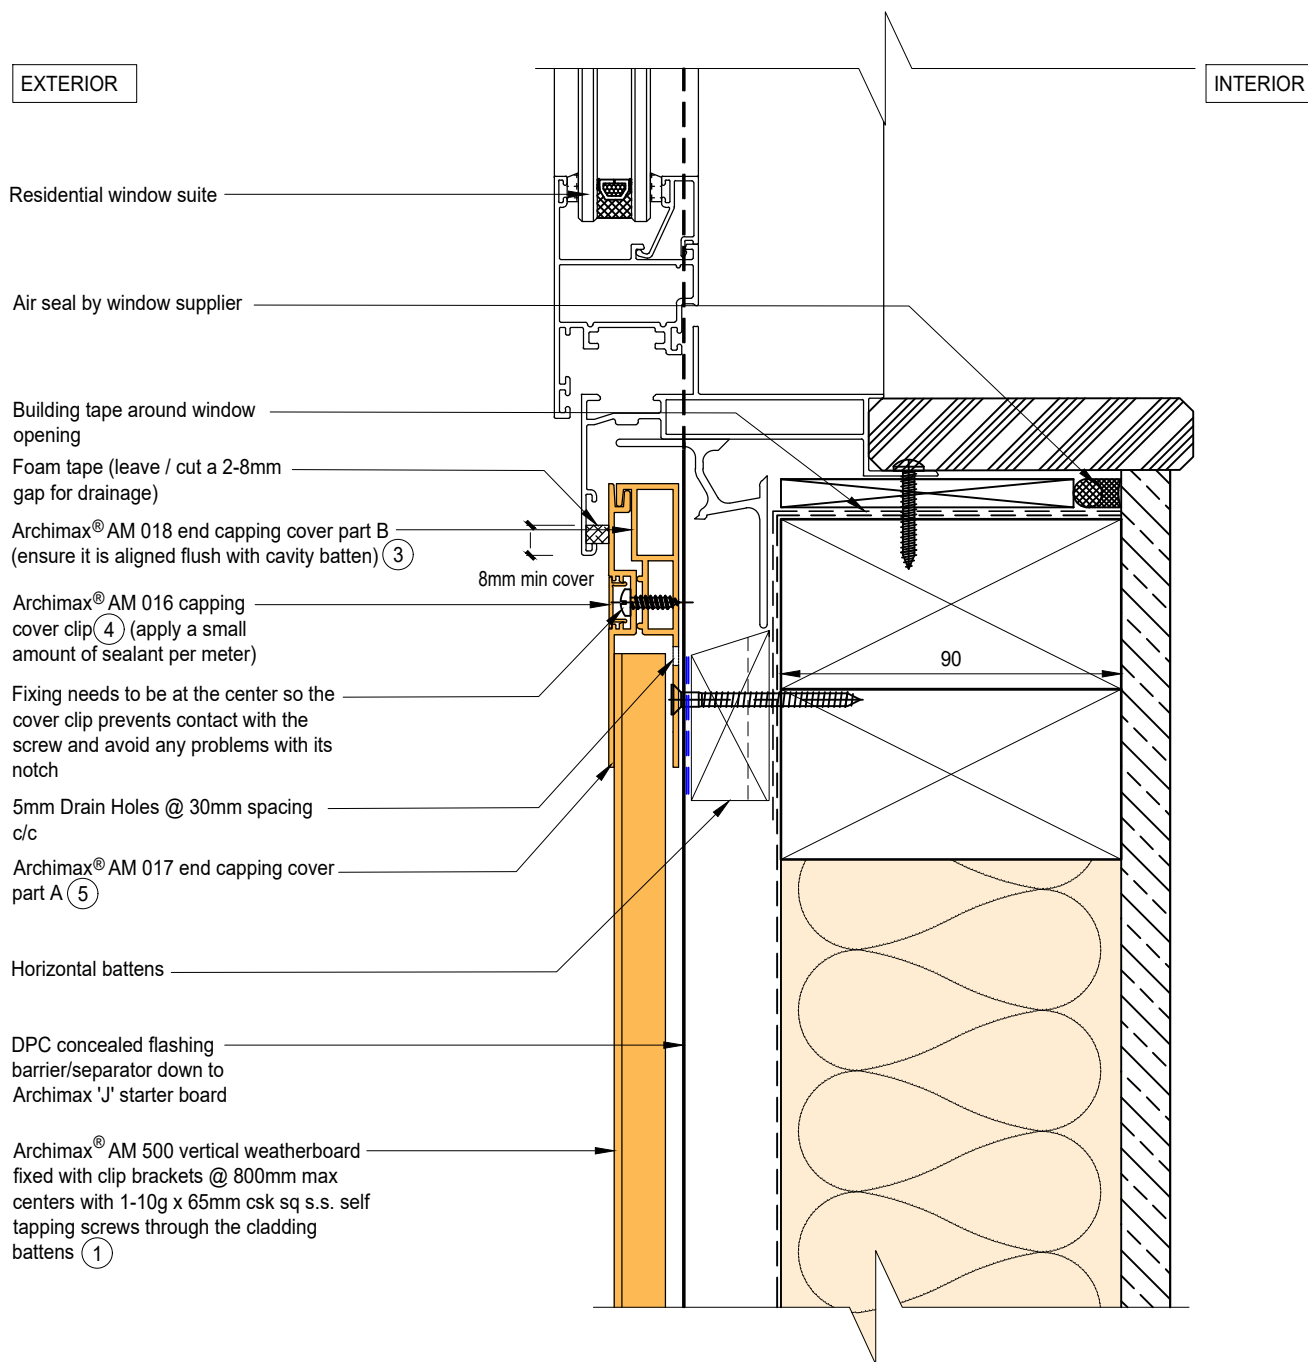 EXTERIOR
INTERIOR
Residential window suite
Air seal by window supplier
Building tape around window
opening
Foam tape (leave / cut a 2-8mm
gap for drainage)
Archimax® AM 018 end capping cover part B
(ensure it is aligned flush with cavity batten) 3
8mm min cover
Archimax® AM 016 capping
cover clip 4 (apply a small
amount of sealant per meter)
90
Fixing needs to be at the center so the
cover clip prevents contact with the
screw and avoid any problems with its
notch
5mm Drain Holes @ 30mm spacing
c/c
Archimax® AM 017 end capping cover
part A 5
Horizontal battens
DPC concealed flashing
barrier/separator down to
Archimax 'J' starter board
Archimax® AM 500 vertical weatherboard
fixed with clip brackets @ 800mm max
centers with 1-10g x 65mm csk sq s.s. self
tapping screws through the cladding
battens 1